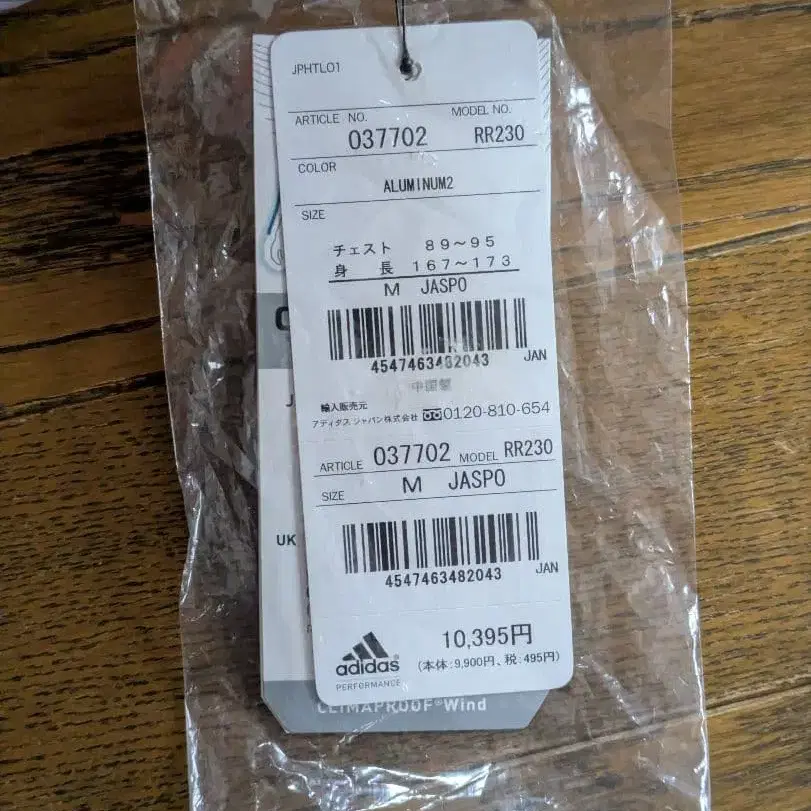 JPHTL01
ARTICLE NO. MODEL NO.
037702 RR230
COLOR
ALUMINUM2
SIZE
チェスト 89～95
身長 167～173
M JASPO
4547463482043 JAN
中国製
輸入販売元
アディダス ジャパン株式会社 0120-810-654
ARTICLE 037702 MODEL RR230
SIZE M JASPO
UK
4547463482043 JAN
adidas
PERFORMANCE
10,395円
(本体:9,900円、税:495円)
CLIMAPROOF®Wind